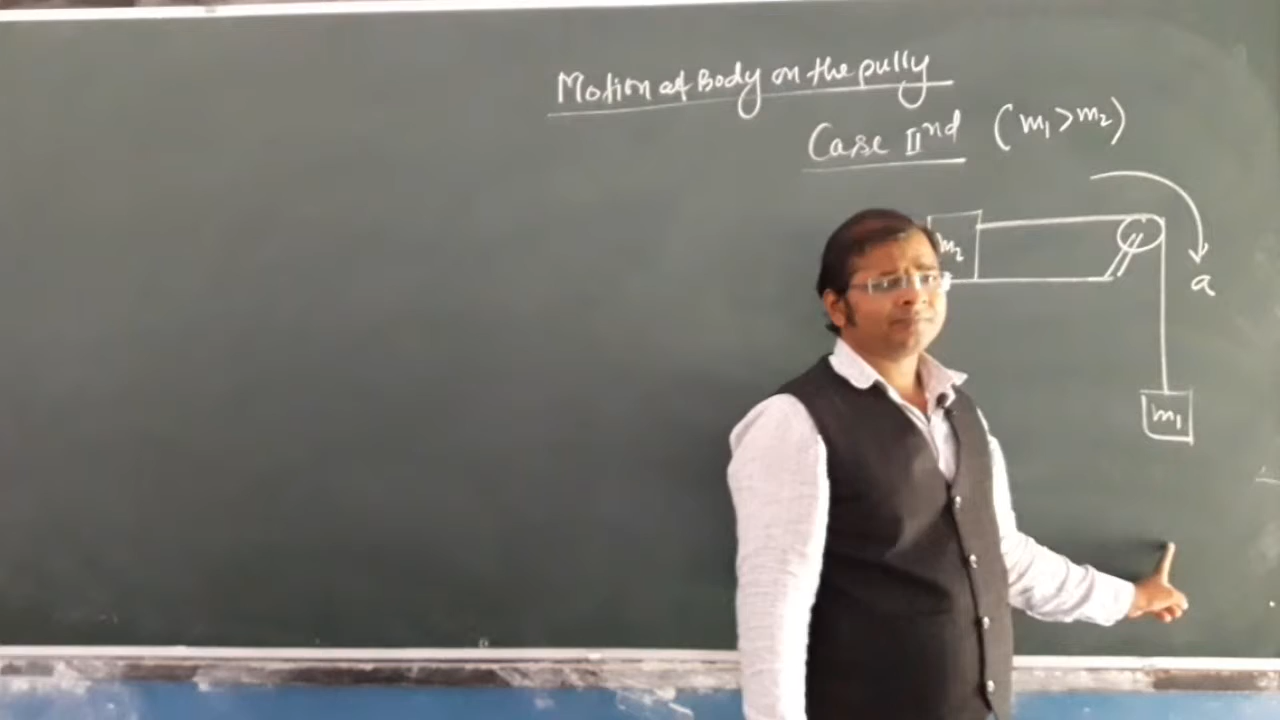 Motion of Body on the pully
Case IInd (m₁>m₂)
m₂
a
m₁